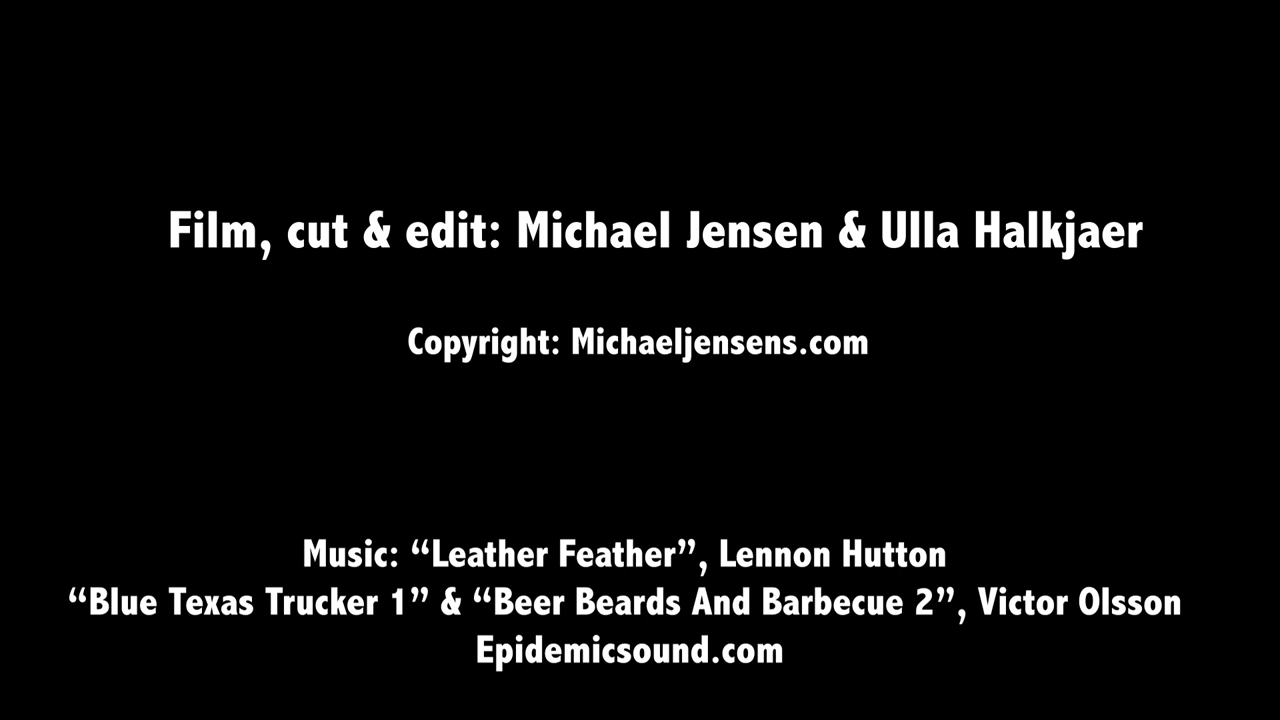 Film, cut & edit: Michael Jensen & Ulla Halkjaer
Copyright: Michaeljensens.com
Music: “Leather Feather”, Lennon Hutton
“Blue Texas Trucker 1” & “Beer Beards And Barbecue 2”, Victor Olsson
Epidemicsound.com